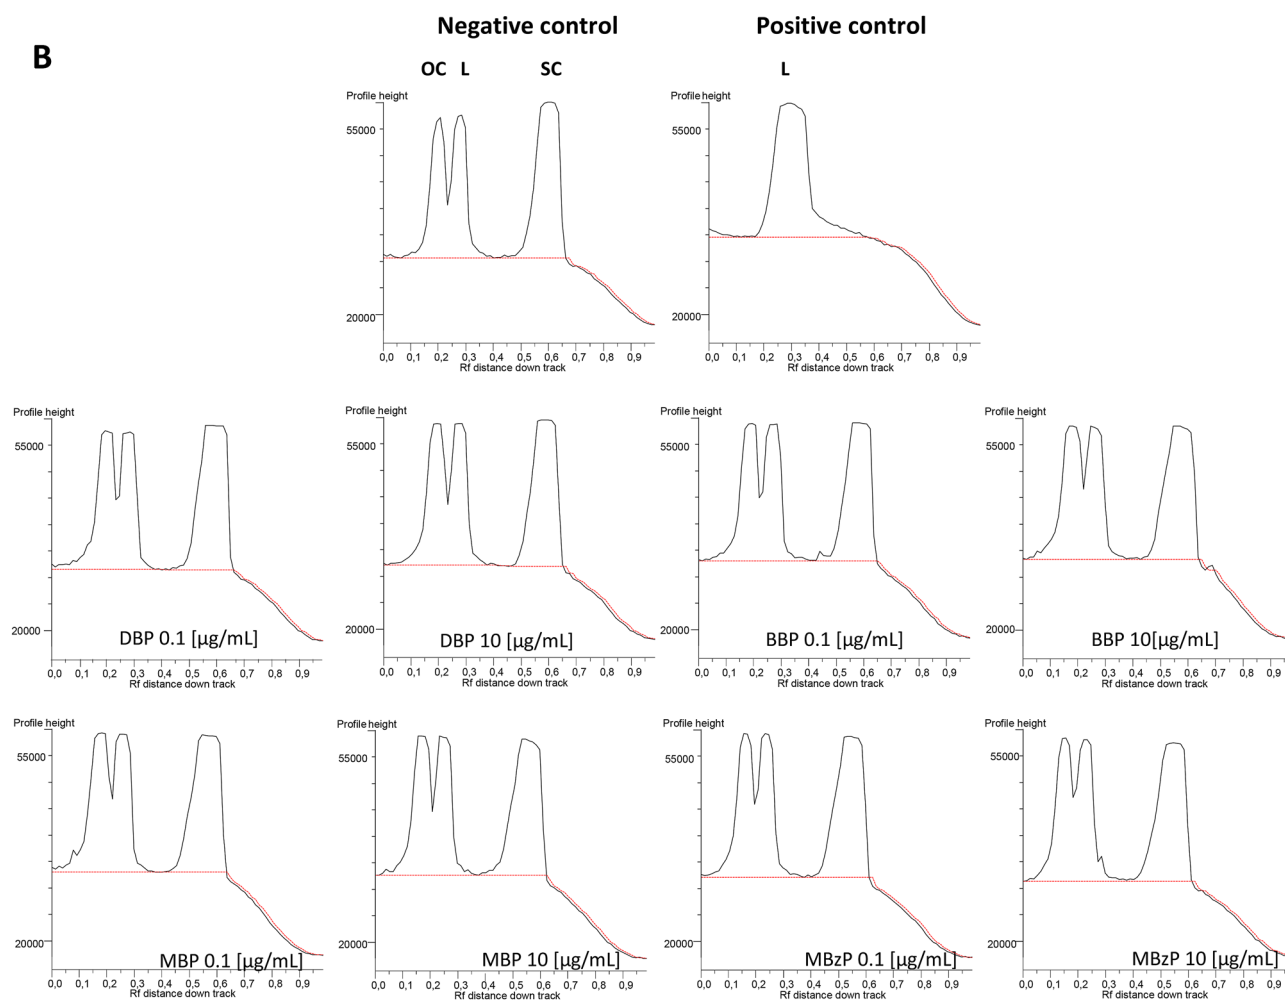 B
Negative control
Positive control
OC L SC
L
Profile height
55000
20000
0,0 0,1 0,2 0,3 0,4 0,5 0,6 0,7 0,8 0,9
Rf distance down track
Profile height
55000
20000
0,0 0,1 0,2 0,3 0,4 0,5 0,6 0,7 0,8 0,9
Rf distance down track
Profile height
55000
20000
DBP 0.1 [µg/mL]
0,0 0,1 0,2 0,3 0,4 0,5 0,6 0,7 0,8 0,9
Rf distance down track
Profile height
55000
20000
DBP 10 [µg/mL]
0,0 0,1 0,2 0,3 0,4 0,5 0,6 0,7 0,8 0,9
Rf distance down track
Profile height
55000
20000
BBP 0.1 [µg/mL]
0,0 0,1 0,2 0,3 0,4 0,5 0,6 0,7 0,8 0,9
Rf distance down track
Profile height
55000
20000
BBP 10[µg/mL]
0,0 0,1 0,2 0,3 0,4 0,5 0,6 0,7 0,8 0,9
Rf distance down track
Profile height
55000
20000
MBP 0.1 [µg/mL]
0,0 0,1 0,2 0,3 0,4 0,5 0,6 0,7 0,8 0,9
Rf distance down track
Profile height
55000
20000
MBP 10 [µg/mL]
0,0 0,1 0,2 0,3 0,4 0,5 0,6 0,7 0,8 0,9
Rf distance down track
Profile height
55000
20000
MBzP 0.1 [µg/mL]
0,0 0,1 0,2 0,3 0,4 0,5 0,6 0,7 0,8 0,9
Rf distance down track
Profile height
55000
20000
MBzP 10 [µg/mL]
0,0 0,1 0,2 0,3 0,4 0,5 0,6 0,7 0,8 0,9
Rf distance down track